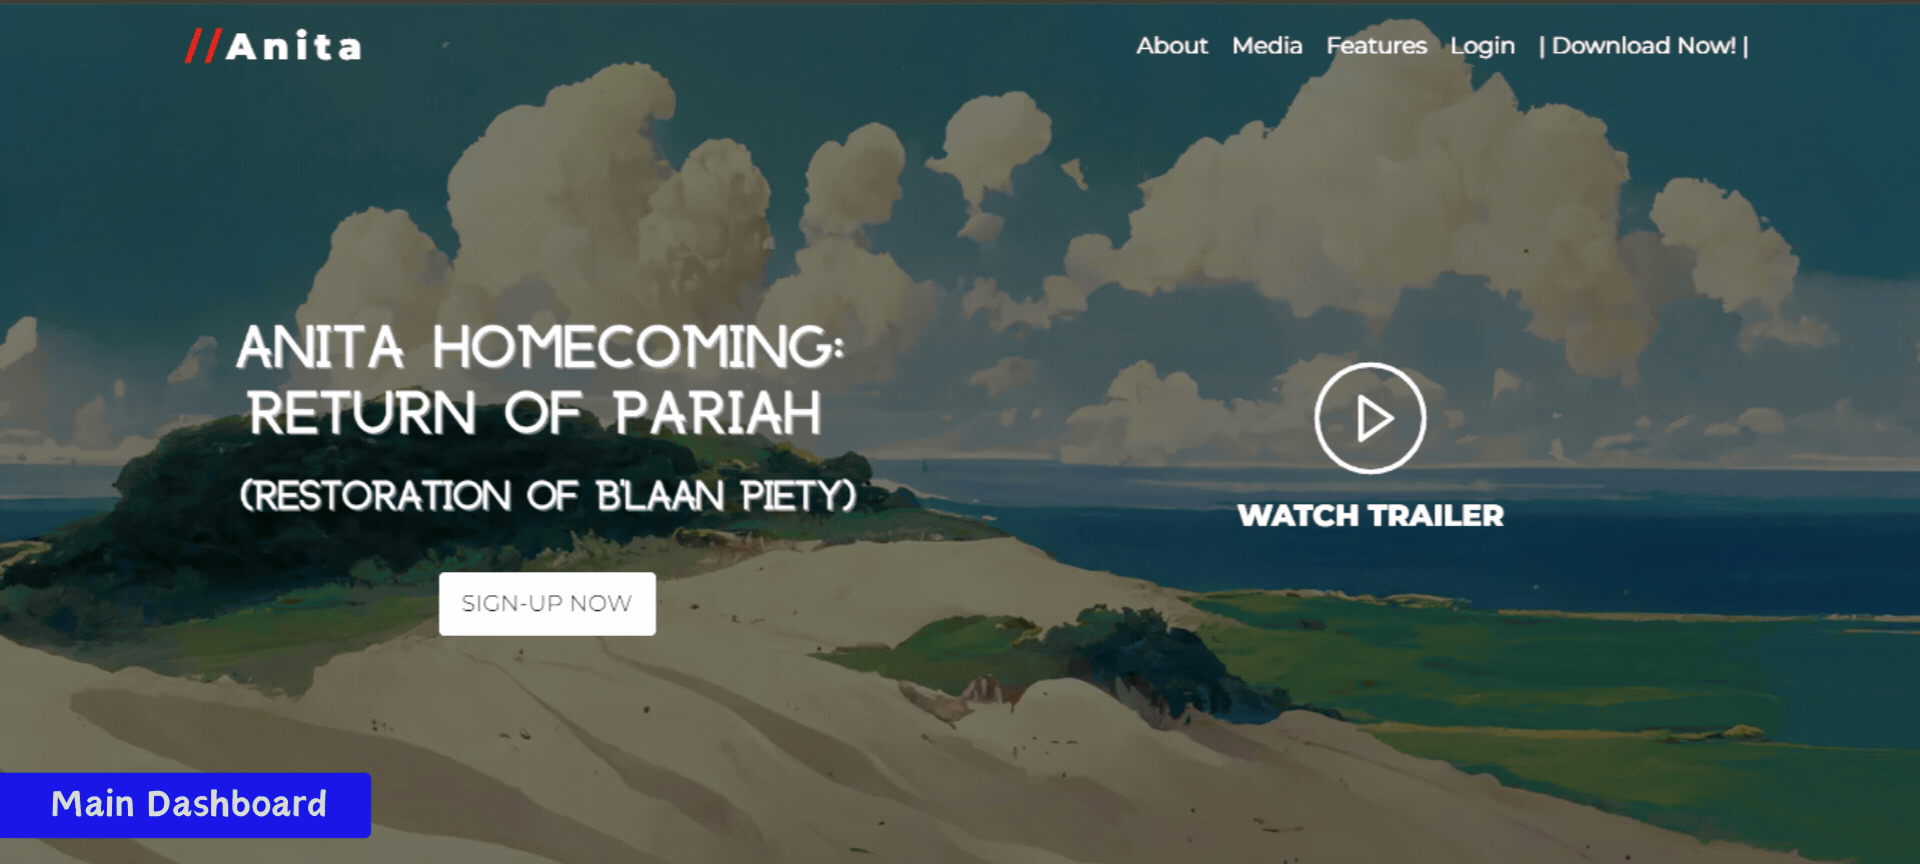 //Anita
About Media Features Login | Download Now! |
ANITA HOMECOMING:
RETURN OF PARIAH
(RESTORATION OF B'LAAN PIETY)
WATCH TRAILER
SIGN-UP NOW
Main Dashboard